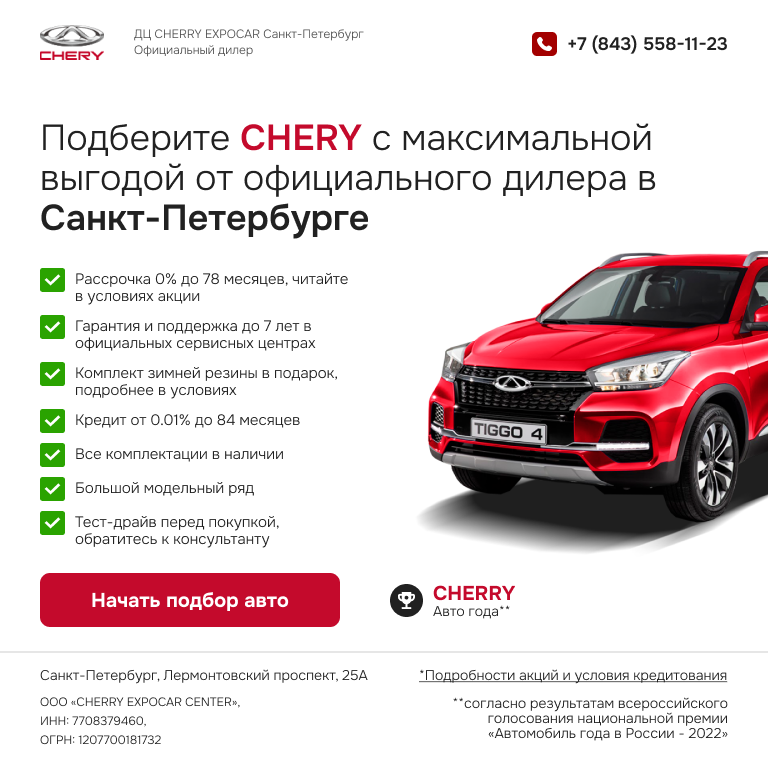 CHERY
ДЦ CHERRY EXPOCAR Санкт-Петербург
Официальный дилер
+7 (843) 558-11-23
Подберите CHERY с максимальной
выгодой от официального дилера в
Санкт-Петербурге
Рассрочка 0% до 78 месяцев, читайте
в условиях акции
Гарантия и поддержка до 7 лет в
официальных сервисных центрах
Комплект зимней резины в подарок,
подробнее в условиях
Кредит от 0.01% до 84 месяцев
Все комплектации в наличии
Большой модельный ряд
Тест-драйв перед покупкой,
обратитесь к консультанту
TIGGO 4
Начать подбор авто
CHERRY
Авто года**
Санкт-Петербург, Лермонтовский проспект, 25А
ООО «CHERRY EXPOCAR CENTER»,
ИНН: 7708379460,
ОГРН: 1207700181732
*Подробности акций и условия кредитования
**согласно результатам всероссийского
голосования национальной премии
«Автомобиль года в России - 2022»